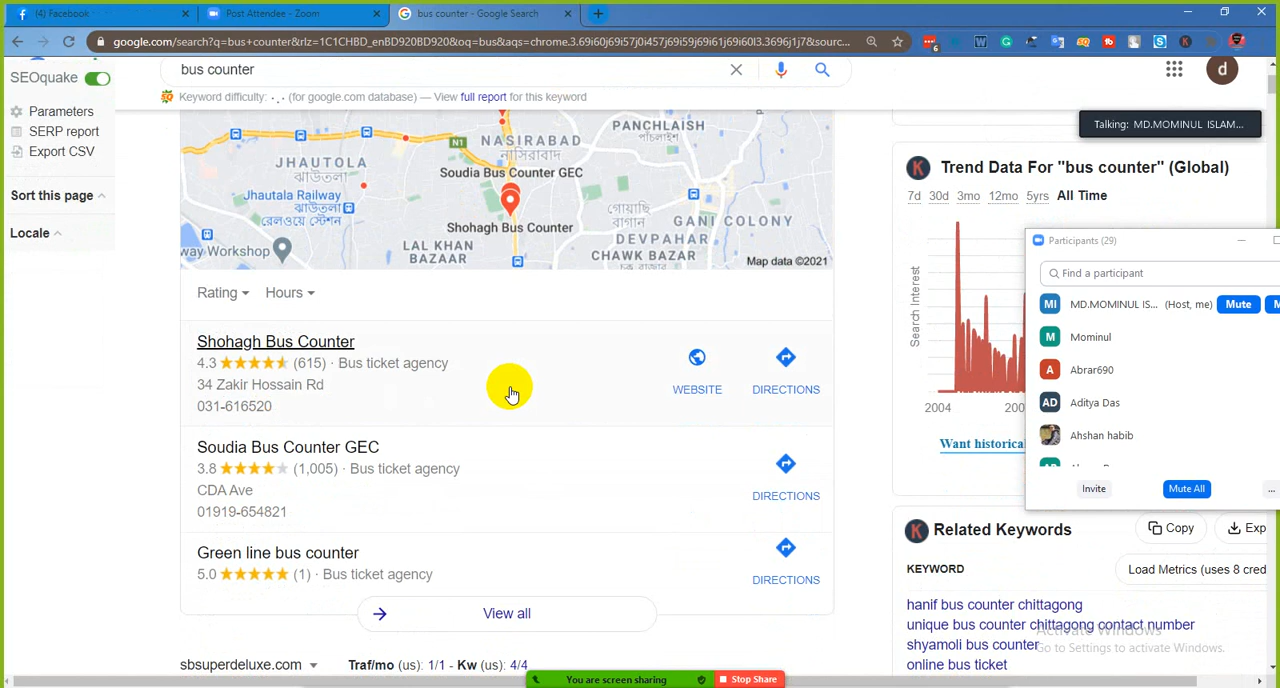 (4) Facebook
Post Attendee - Zoom
bus counter - Google Search
google.com/search?q=bus+counter&rlz=1C1CHBD_enBD920BD920&oq=bus&aqs=chrome.3.69i60j69i57j0i457j69i59j69i61j69i60l3.3696j1j7&sourc...
SEOquake
Parameters
SERP report
Export CSV
Sort this page
Locale
bus counter
Keyword difficulty: (for google.com database) — View full report for this keyword
d
Talking: MD.MOMINUL ISLAM...
PANCHLAISH
পাঁচলাইশ
NASIRABAD
নাসিরাবাদ
N1
JHAUTOLA
ঝাউতলা
Soudia Bus Counter GEC
Jhautala Railway
ঝাউতলা
রেলওয়ে স্টেশন
Shohagh Bus Counter
গোয়াছি
বাগান
GANI COLONY
DEVPAHAR
CHAWK BAZAR
LAL KHAN
BAZAAR
way Workshop
Map data ©2021
Rating
Hours
Shohagh Bus Counter
4.3 (615) · Bus ticket agency
34 Zakir Hossain Rd
031-616520
WEBSITE
DIRECTIONS
Soudia Bus Counter GEC
3.8 (1,005) · Bus ticket agency
CDA Ave
01919-654821
DIRECTIONS
Green line bus counter
5.0 (1) · Bus ticket agency
DIRECTIONS
View all
sbsuperdeluxe.com Traf/mo (us): 1/1 - Kw (us): 4/4
You are screen sharing
Stop Share
Trend Data For "bus counter" (Global)
7d 30d 3mo 12mo 5yrs All Time
Search Interest
2004 200
Want historica
Participants (29)
Find a participant
MI MD.MOMINUL IS... (Host, me) Mute M
M Mominul
A Abrar690
AD Aditya Das
Ahshan habib
Invite
Mute All
...
Related Keywords
Copy
Exp
KEYWORD
Load Metrics (uses 8 cred
hanif bus counter chittagong
unique bus counter chittagong contact number
shyamoli bus counter
online bus ticket
Activate Windows
Go to Settings to activate Windows.